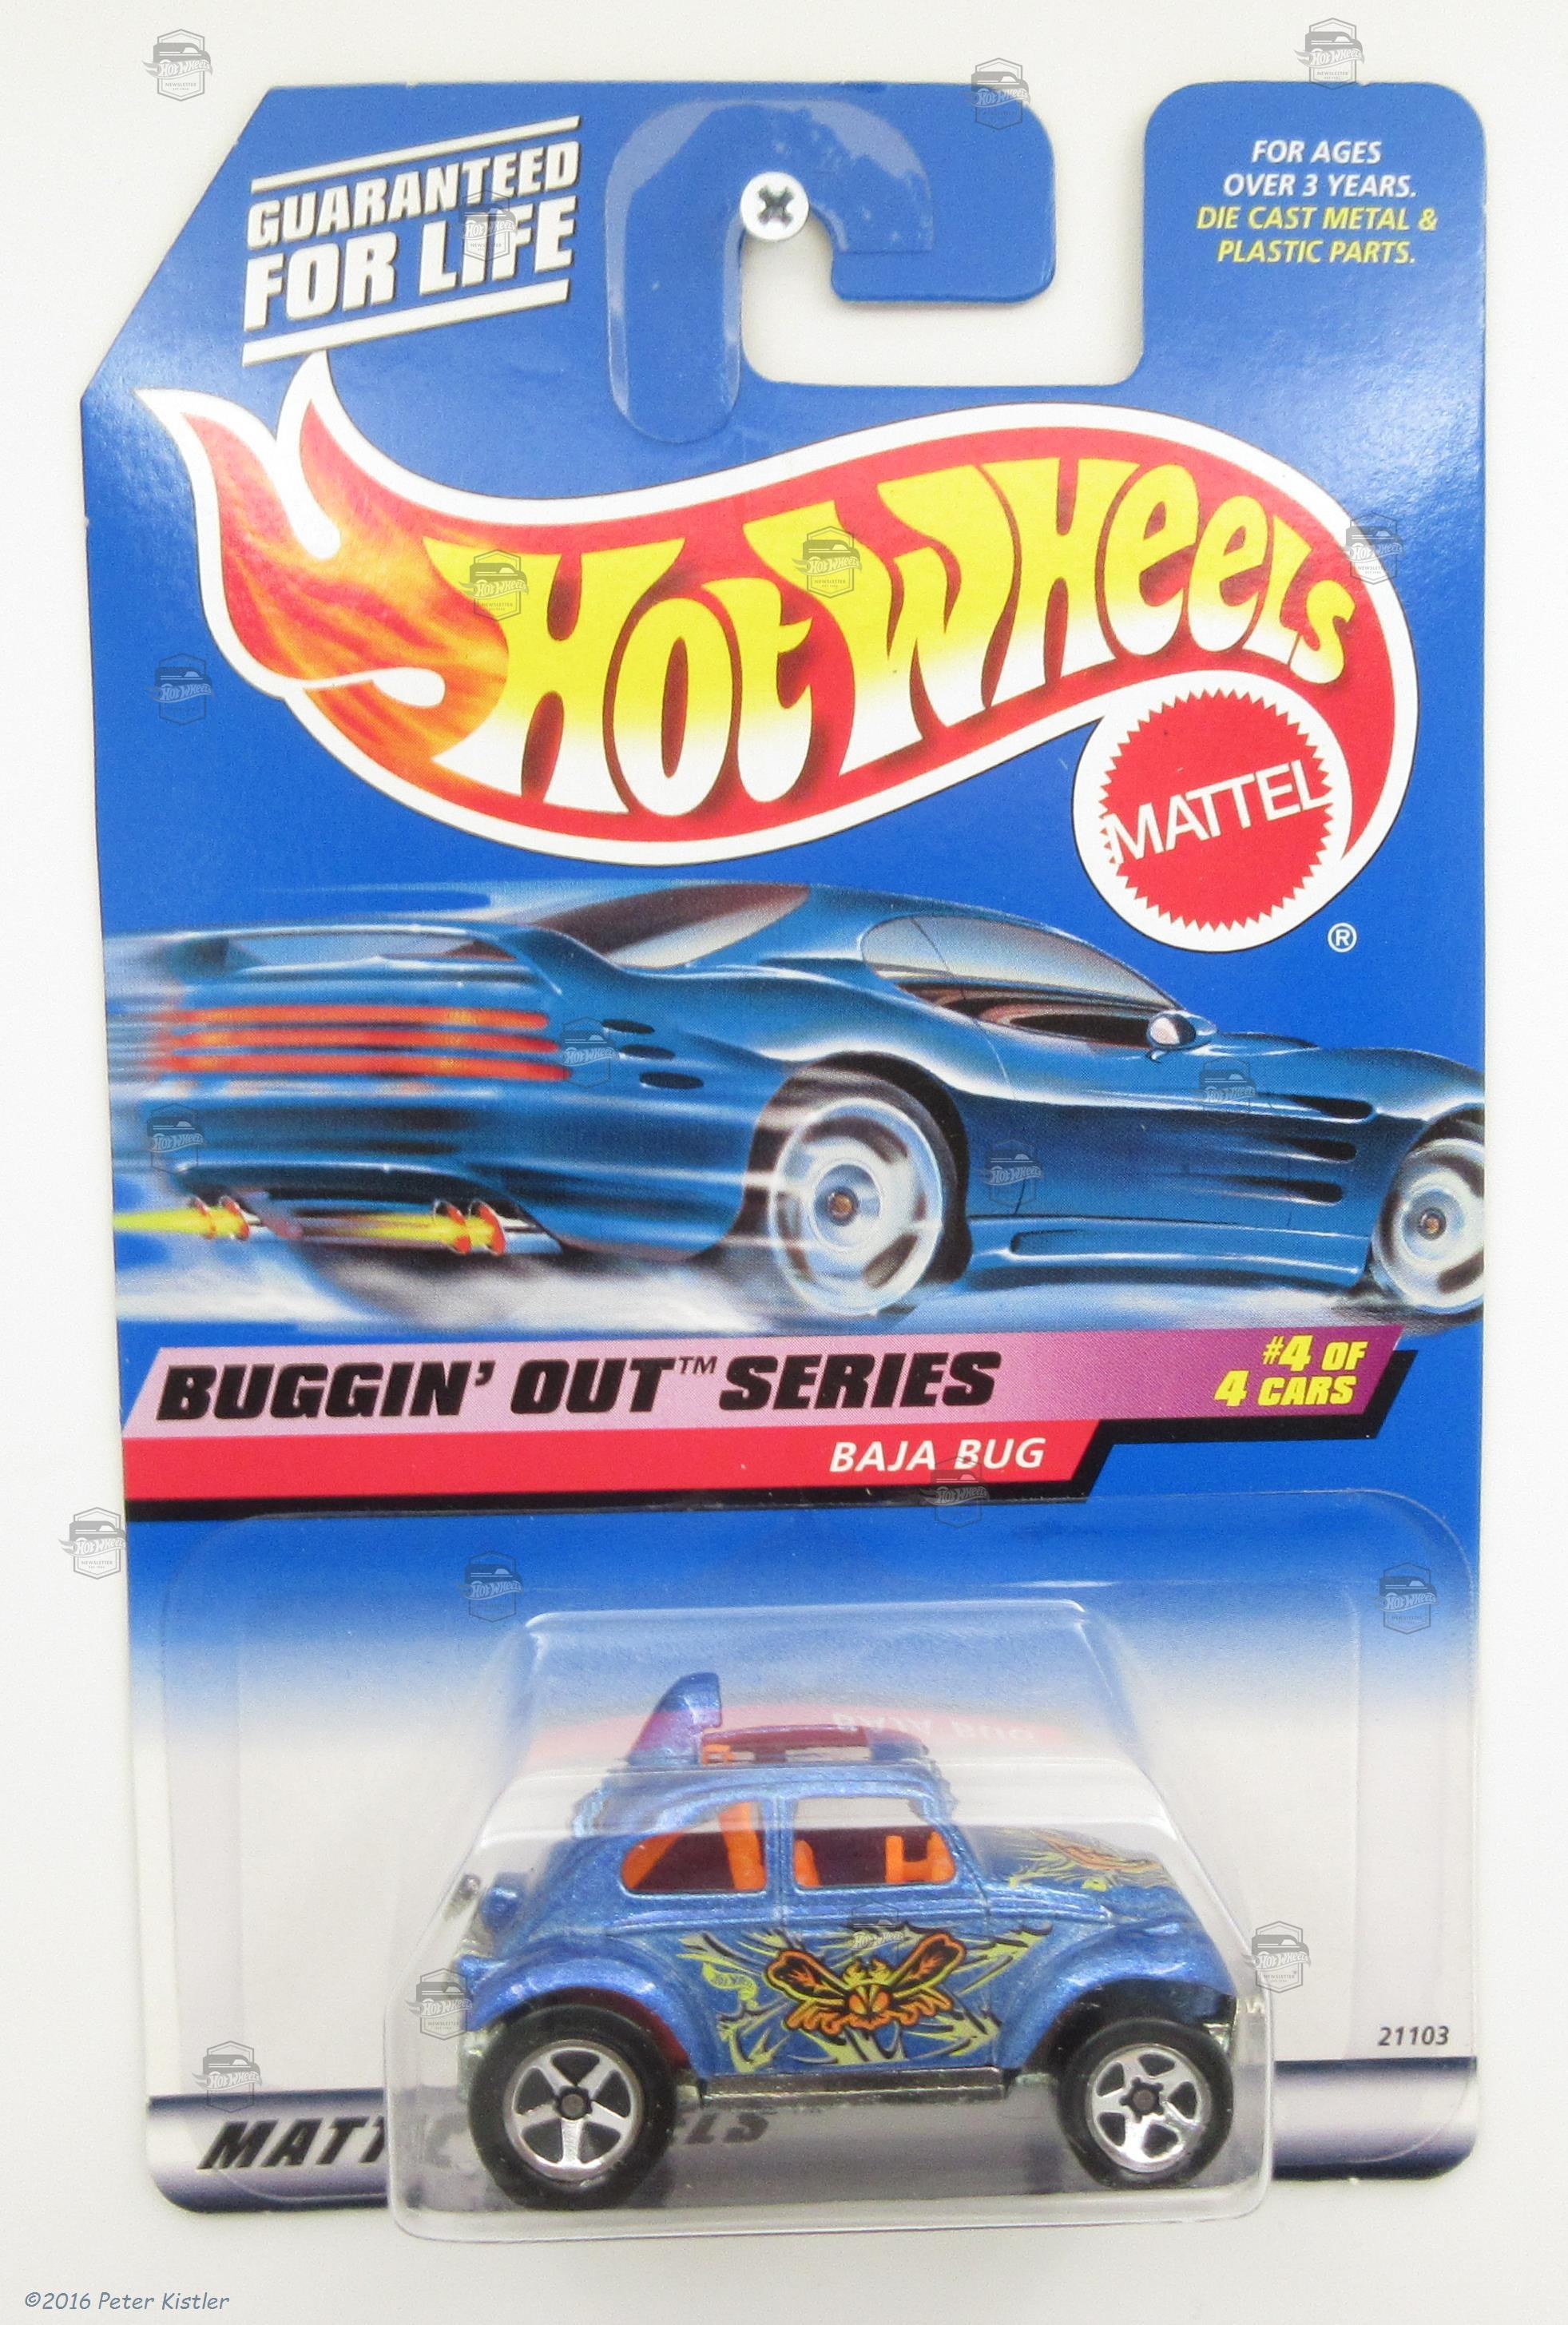 GUARANTEED
FOR LIFE
FOR AGES
OVER 3 YEARS.
DIE CAST METAL &
PLASTIC PARTS.
HOT WHEELS
MATTEL
®
BUGGIN' OUT™ SERIES
#4 OF
4 CARS
BAJA BUG
21103
©2016 Peter Kistler